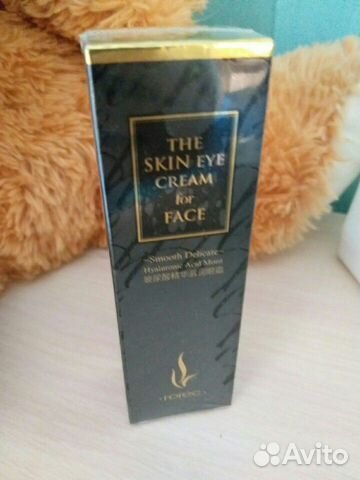 THE
SKIN EYE
CREAM
for
FACE
~Smooth Delicate~
Hyaluronic Acid Moist
Avito